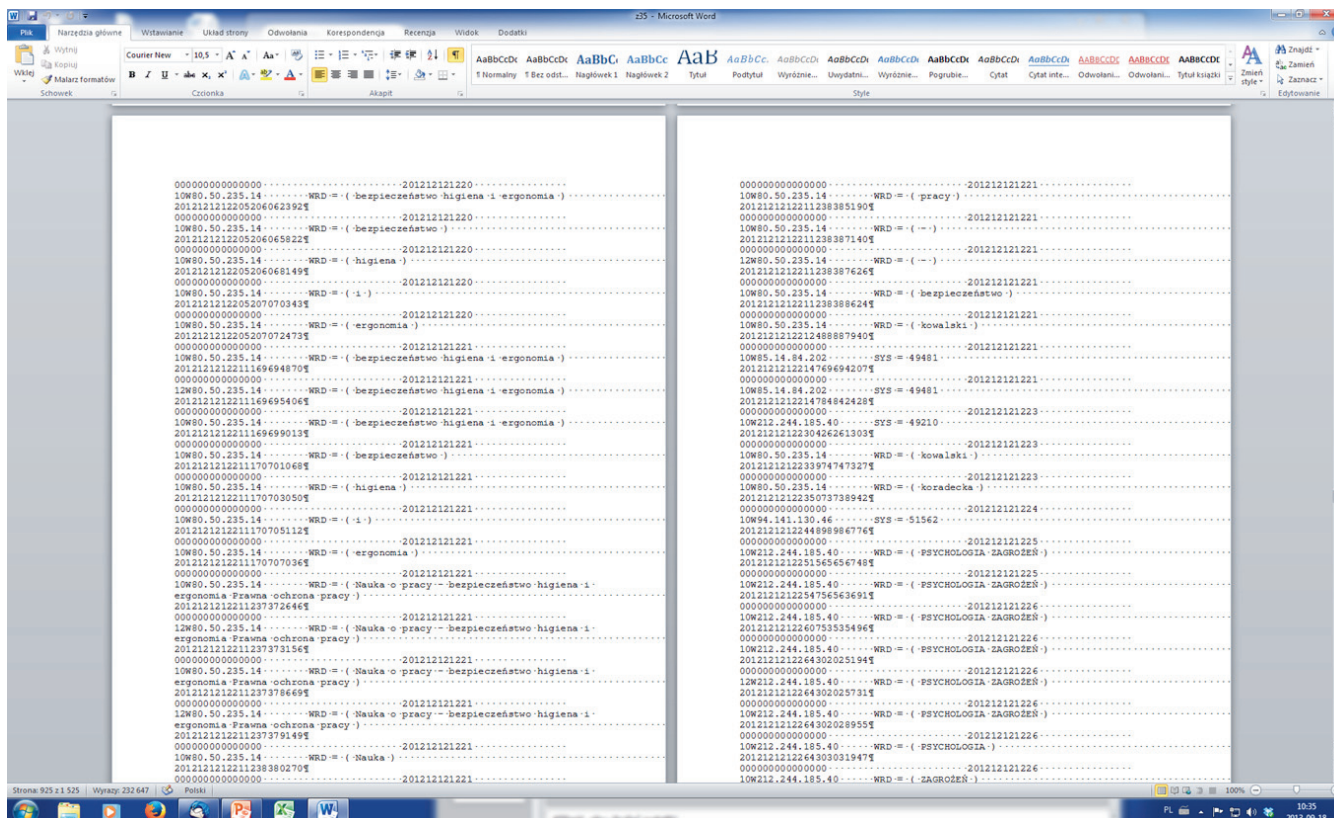 z35 - Microsoft Word
Plik Narzędzia główne Wstawianie Układ strony Odwołania Korespondencja Recenzja Widok Dodatki
Wklej
Wytnij
Kopiuj
Malarz formatów
Schowek
Courier New 10,5
Czcionka
Akapit
AaBbCcDc AaBbCcDc AaBbC AaBbCc AaB AaBbCc. AaBbCcDc AaBbCcDc AaBbCcDc AaBbCcDc AaBbCcDc AaBbCcDc AABBCCDC AABBCCDC AABBCCDC
¶ Normalny ¶ Bez odst... Nagłówek 1 Nagłówek 2 Tytuł Podtytuł Wyróżnie... Uwydatni... Wyróżnie... Pogrubie... Cytat Cytat inte... Odwołani... Odwołani... Tytuł książki
Style
Zmień style
Znajdź
Zamień
Zaznacz
Edytowanie
000000000000000 201212121220
10W80.50.235.14 WRD = ( bezpieczeństwo higiena i ergonomia )
2012121212205206062392¶
000000000000000 201212121220
10W80.50.235.14 WRD = ( bezpieczeństwo )
2012121212205206065822¶
000000000000000 201212121220
10W80.50.235.14 WRD = ( higiena )
2012121212205206068149¶
000000000000000 201212121220
10W80.50.235.14 WRD = ( i )
2012121212205207070343¶
000000000000000 201212121220
10W80.50.235.14 WRD = ( ergonomia )
2012121212205207072473¶
000000000000000 201212121221
10W80.50.235.14 WRD = ( bezpieczeństwo higiena i ergonomia )
2012121212211169694870¶
000000000000000 201212121221
12W80.50.235.14 WRD = ( bezpieczeństwo higiena i ergonomia )
2012121212211169695406¶
000000000000000 201212121221
10W80.50.235.14 WRD = ( bezpieczeństwo higiena i ergonomia )
2012121212211169699013¶
000000000000000 201212121221
10W80.50.235.14 WRD = ( bezpieczeństwo )
2012121212211170701068¶
000000000000000 201212121221
10W80.50.235.14 WRD = ( higiena )
2012121212211170703050¶
000000000000000 201212121221
10W80.50.235.14 WRD = ( i )
2012121212211170705112¶
000000000000000 201212121221
10W80.50.235.14 WRD = ( ergonomia )
2012121212211170707036¶
000000000000000 201212121221
10W80.50.235.14 WRD = ( Nauka o pracy - bezpieczeństwo higiena i
ergonomia Prawna ochrona pracy )
2012121212211237372646¶
000000000000000 201212121221
12W80.50.235.14 WRD = ( Nauka o pracy - bezpieczeństwo higiena i
ergonomia Prawna ochrona pracy )
2012121212211237373156¶
000000000000000 201212121221
10W80.50.235.14 WRD = ( Nauka o pracy - bezpieczeństwo higiena i
ergonomia Prawna ochrona pracy )
2012121212211237378669¶
000000000000000 201212121221
12W80.50.235.14 WRD = ( Nauka o pracy - bezpieczeństwo higiena i
ergonomia Prawna ochrona pracy )
2012121212211237379149¶
000000000000000 201212121221
10W80.50.235.14 WRD = ( Nauka )
2012121212211238380270¶
000000000000000 201212121221
000000000000000 201212121221
10W80.50.235.14 WRD = ( pracy )
2012121212211238385190¶
000000000000000 201212121221
10W80.50.235.14 WRD = ( - )
2012121212211238387140¶
000000000000000 201212121221
12W80.50.235.14 WRD = ( - )
2012121212211238387626¶
000000000000000 201212121221
10W80.50.235.14 WRD = ( bezpieczeństwo )
2012121212211238388624¶
000000000000000 201212121221
10W80.50.235.14 WRD = ( kowalski )
2012121212212488887940¶
000000000000000 201212121221
10W85.14.84.202 SYS = 49481
2012121212214769694207¶
000000000000000 201212121221
10W85.14.84.202 SYS = 49481
2012121212214784842428¶
000000000000000 201212121223
10W212.244.185.40 SYS = 49210
2012121212230426261303¶
000000000000000 201212121223
10W80.50.235.14 WRD = ( kowalski )
2012121212233974747327¶
000000000000000 201212121223
10W80.50.235.14 WRD = ( koradecka )
2012121212235073738942¶
000000000000000 201212121224
10W94.141.130.46 SYS = 51562
2012121212244898986776¶
000000000000000 201212121225
10W212.244.185.40 WRD = ( PSYCHOLOGIA ZAGROŻEŃ )
2012121212251565656748¶
000000000000000 201212121225
10W212.244.185.40 WRD = ( PSYCHOLOGIA ZAGROŻEŃ )
2012121212254756563691¶
000000000000000 201212121226
10W212.244.185.40 WRD = ( PSYCHOLOGIA ZAGROŻEŃ )
2012121212260753535496¶
000000000000000 201212121226
10W212.244.185.40 WRD = ( PSYCHOLOGIA ZAGROŻEŃ )
2012121212264302025194¶
000000000000000 201212121226
12W212.244.185.40 WRD = ( PSYCHOLOGIA ZAGROŻEŃ )
2012121212264302025731¶
000000000000000 201212121226
10W212.244.185.40 WRD = ( PSYCHOLOGIA ZAGROŻEŃ )
2012121212264302028955¶
000000000000000 201212121226
10W212.244.185.40 WRD = ( PSYCHOLOGIA )
2012121212264303031947¶
000000000000000 201212121226
10W212.244.185.40 WRD = ( ZAGROŻEŃ )
Strona: 925 z 1 525 Wyrazy: 232 647 Polski 100%
PL 10:35
2013-09-18